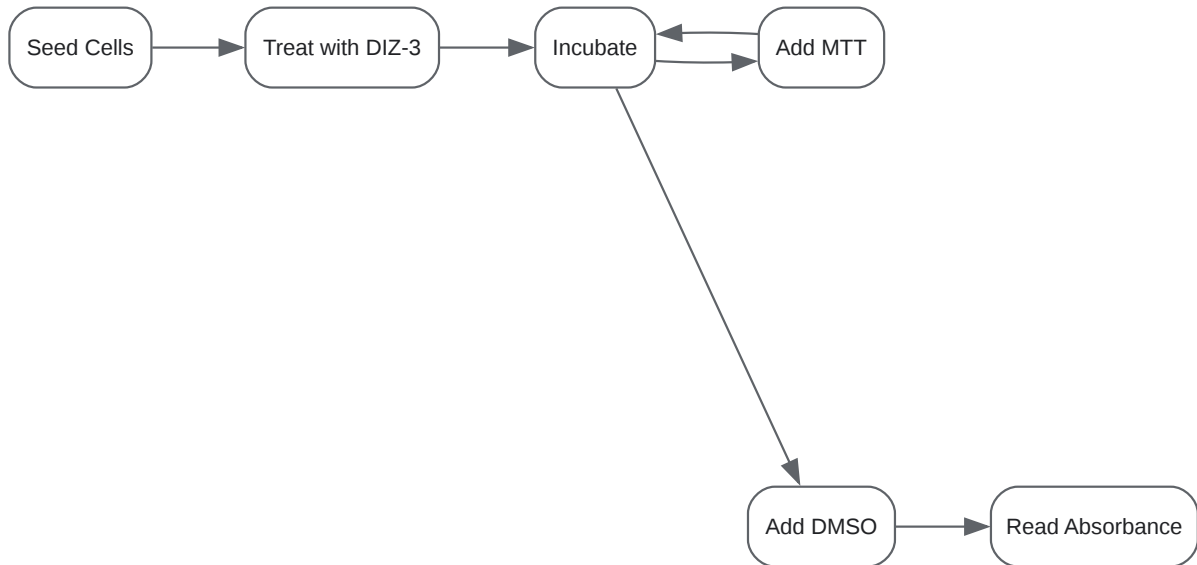 Seed Cells
Treat with DIZ-3
Incubate
Add MTT
Add DMSO
Read Absorbance